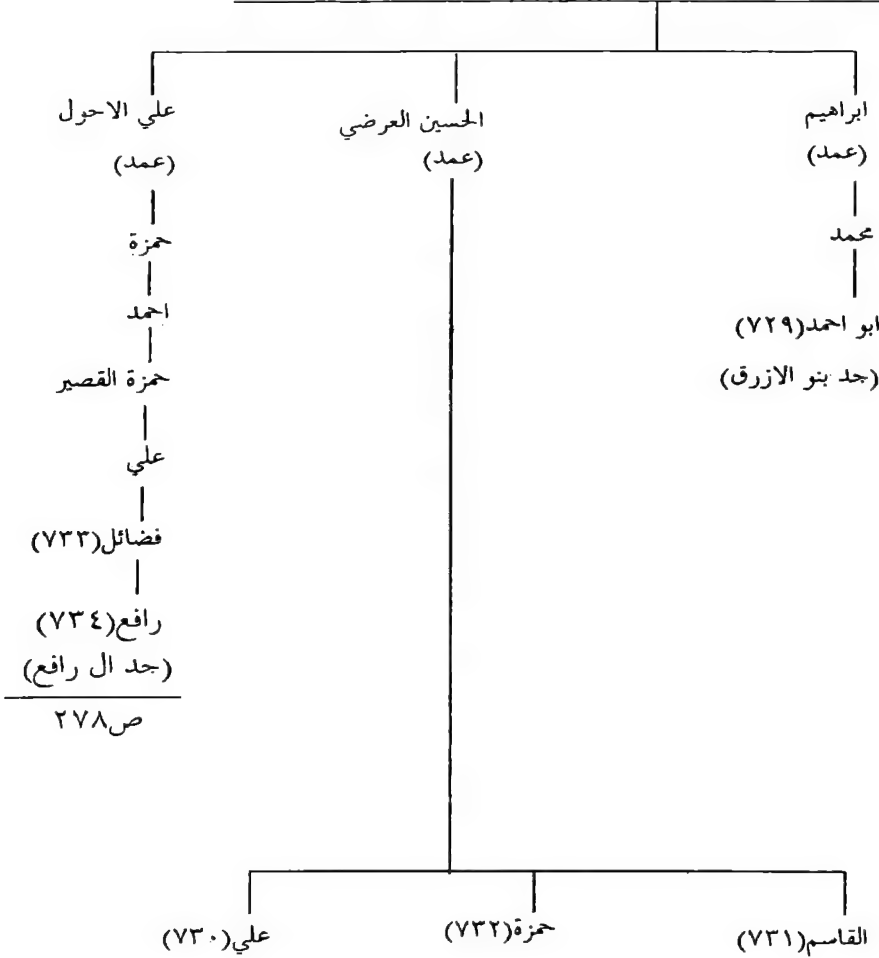 ابراهيم
(عمد)
محمد
ابو احمد(٧٢٩)
(جد بنو الازرق)
الحسين العرضي
(عمد)
القاسم(٧٣١)
حمزة(٧٣٢)
علي(٧٣٠)
علي الاحول
(عمد)
حمزة
احمد
حمزة القصير
علي
فضائل(٧٣٣)
رافع(٧٣٤)
(جد ال رافع)
ص٢٧٨